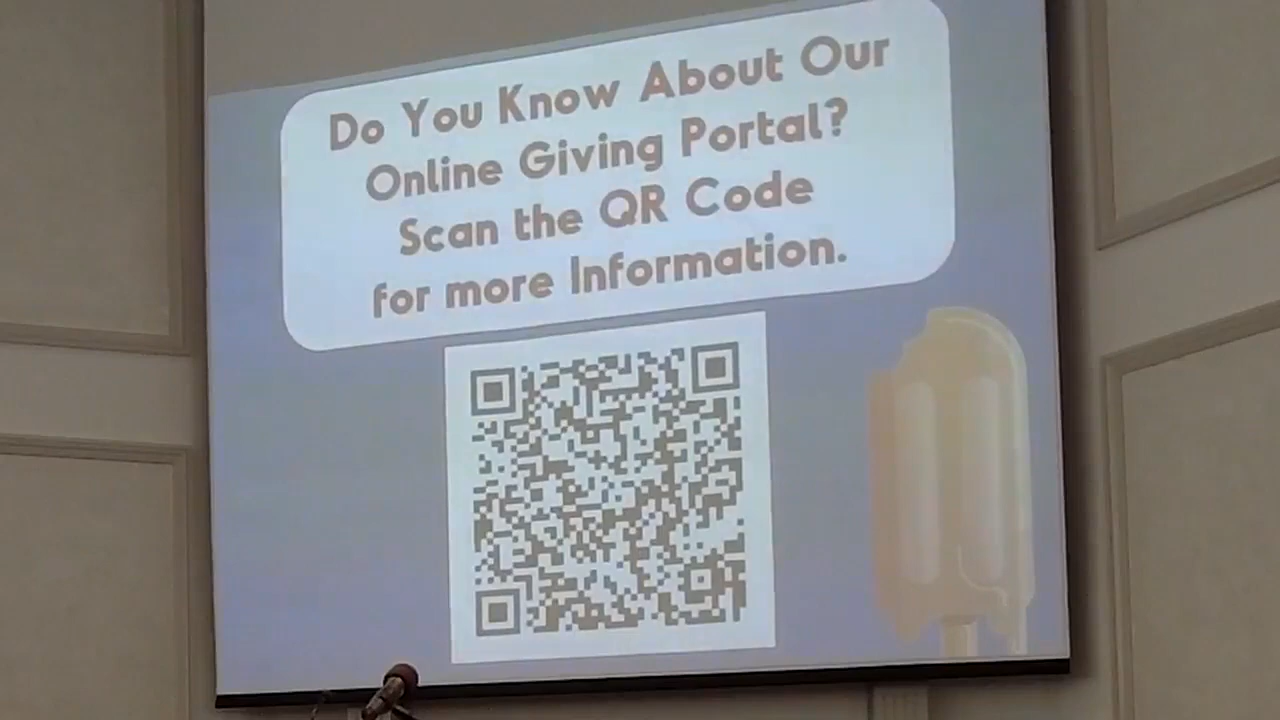 Do You Know About Our
Online Giving Portal?
Scan the QR Code
for more Information.